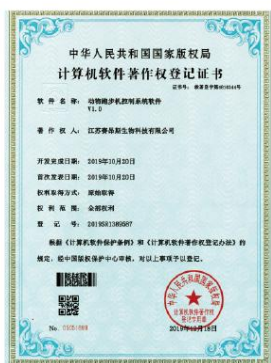 中华人民共和国国家版权局
计算机软件著作权登记证书
软件名称： 动物跑步机控制系统软件
V1.0
著作权人： 江苏赛昂斯生物科技有限公司
开发完成日期： 2019年10月20日
首次发表日期： 2019年10月20日
权利取得方式： 原始取得
权利范围： 全部权利
登记号： 2019SR1389587
根据《计算机软件保护条例》和《计算机软件著作权登记办法》的
规定，经中国版权保护中心审核，对以上事项予以登记。
No.
2019年12月18日